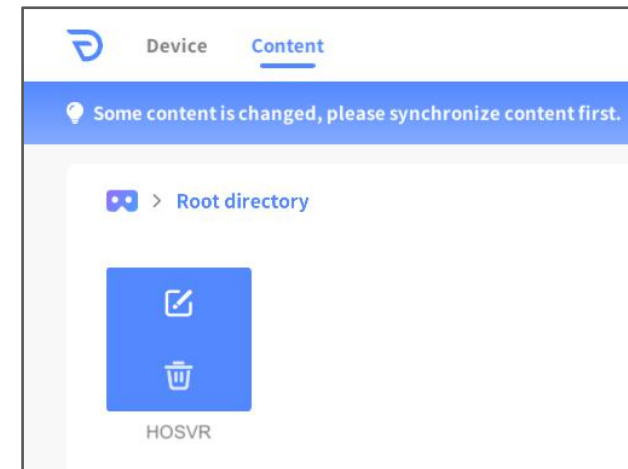 Device Content
Some content is changed, please synchronize content first.
> Root directory
HOSVR